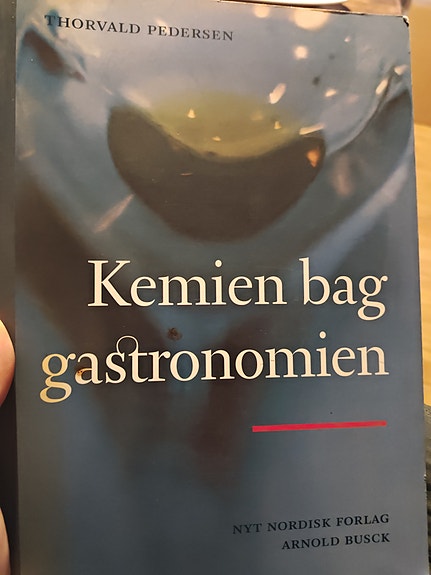 THORVALD PEDERSEN
Kemien bag
gastronomien
NYT NORDISK FORLAG
ARNOLD BUSCK